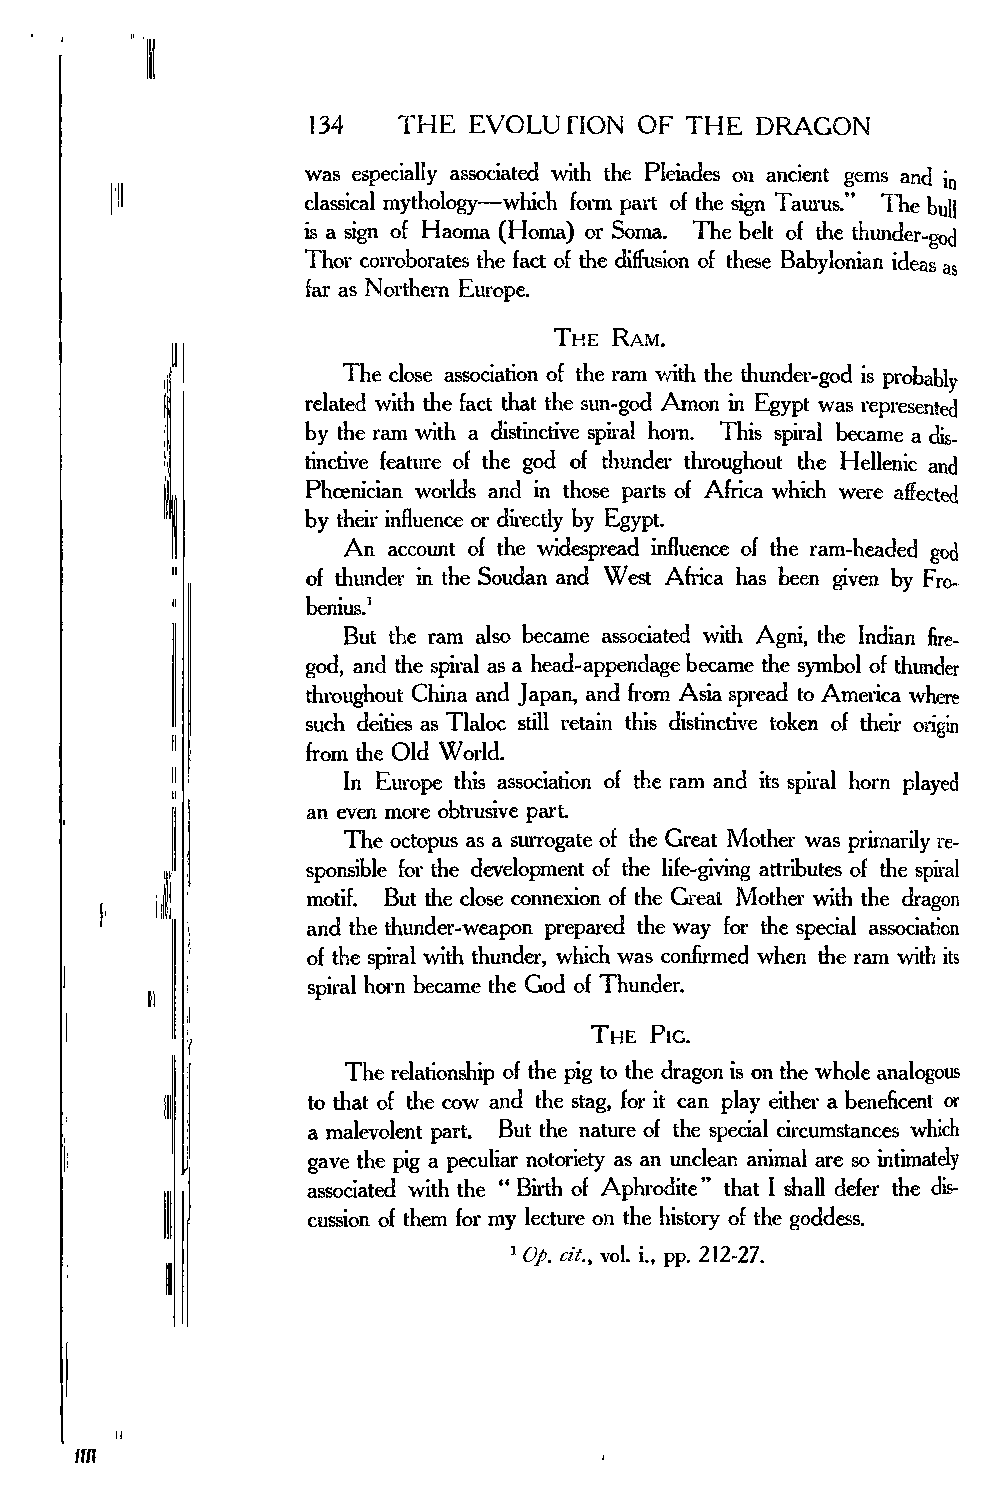 134 THE EVOLUTION OF THE DRAGON
was especially associated with the Pleiades on ancient gems and in
classical mythology—which form part of the sign Taurus." The bull
is a sign of Haoma (Homa) or Soma. The belt of the thunder-god
Thor corroborates the fact of the diffusion of these Babylonian ideas as
far as Northern Europe.
THE RAM.
The close association of the ram with the thunder-god is probably
related with the fact that the sun-god Amon in Egypt was represented
by the ram with a distinctive spiral horn. This spiral became a dis-
tinctive feature of the god of thunder throughout the Hellenic and
Phœnician worlds and in those parts of Africa which were affected
by their influence or directly by Egypt.
An account of the widespread influence of the ram-headed god
of thunder in the Soudan and West Africa has been given by Fro-
benius.¹
But the ram also became associated with Agni, the Indian fire-
god, and the spiral as a head-appendage became the symbol of thunder
throughout China and Japan, and from Asia spread to America where
such deities as Tlaloc still retain this distinctive token of their origin
from the Old World.
In Europe this association of the ram and its spiral horn played
an even more obtrusive part.
The octopus as a surrogate of the Great Mother was primarily re-
sponsible for the development of the life-giving attributes of the spiral
motif. But the close connexion of the Great Mother with the dragon
and the thunder-weapon prepared the way for the special association
of the spiral with thunder, which was confirmed when the ram with its
spiral horn became the God of Thunder.
THE PIG.
The relationship of the pig to the dragon is on the whole analogous
to that of the cow and the stag, for it can play either a beneficent or
a malevolent part. But the nature of the special circumstances which
gave the pig a peculiar notoriety as an unclean animal are so intimately
associated with the "Birth of Aphrodite" that I shall defer the dis-
cussion of them for my lecture on the history of the goddess.
¹ Op. cit., vol. i., pp. 212-27.